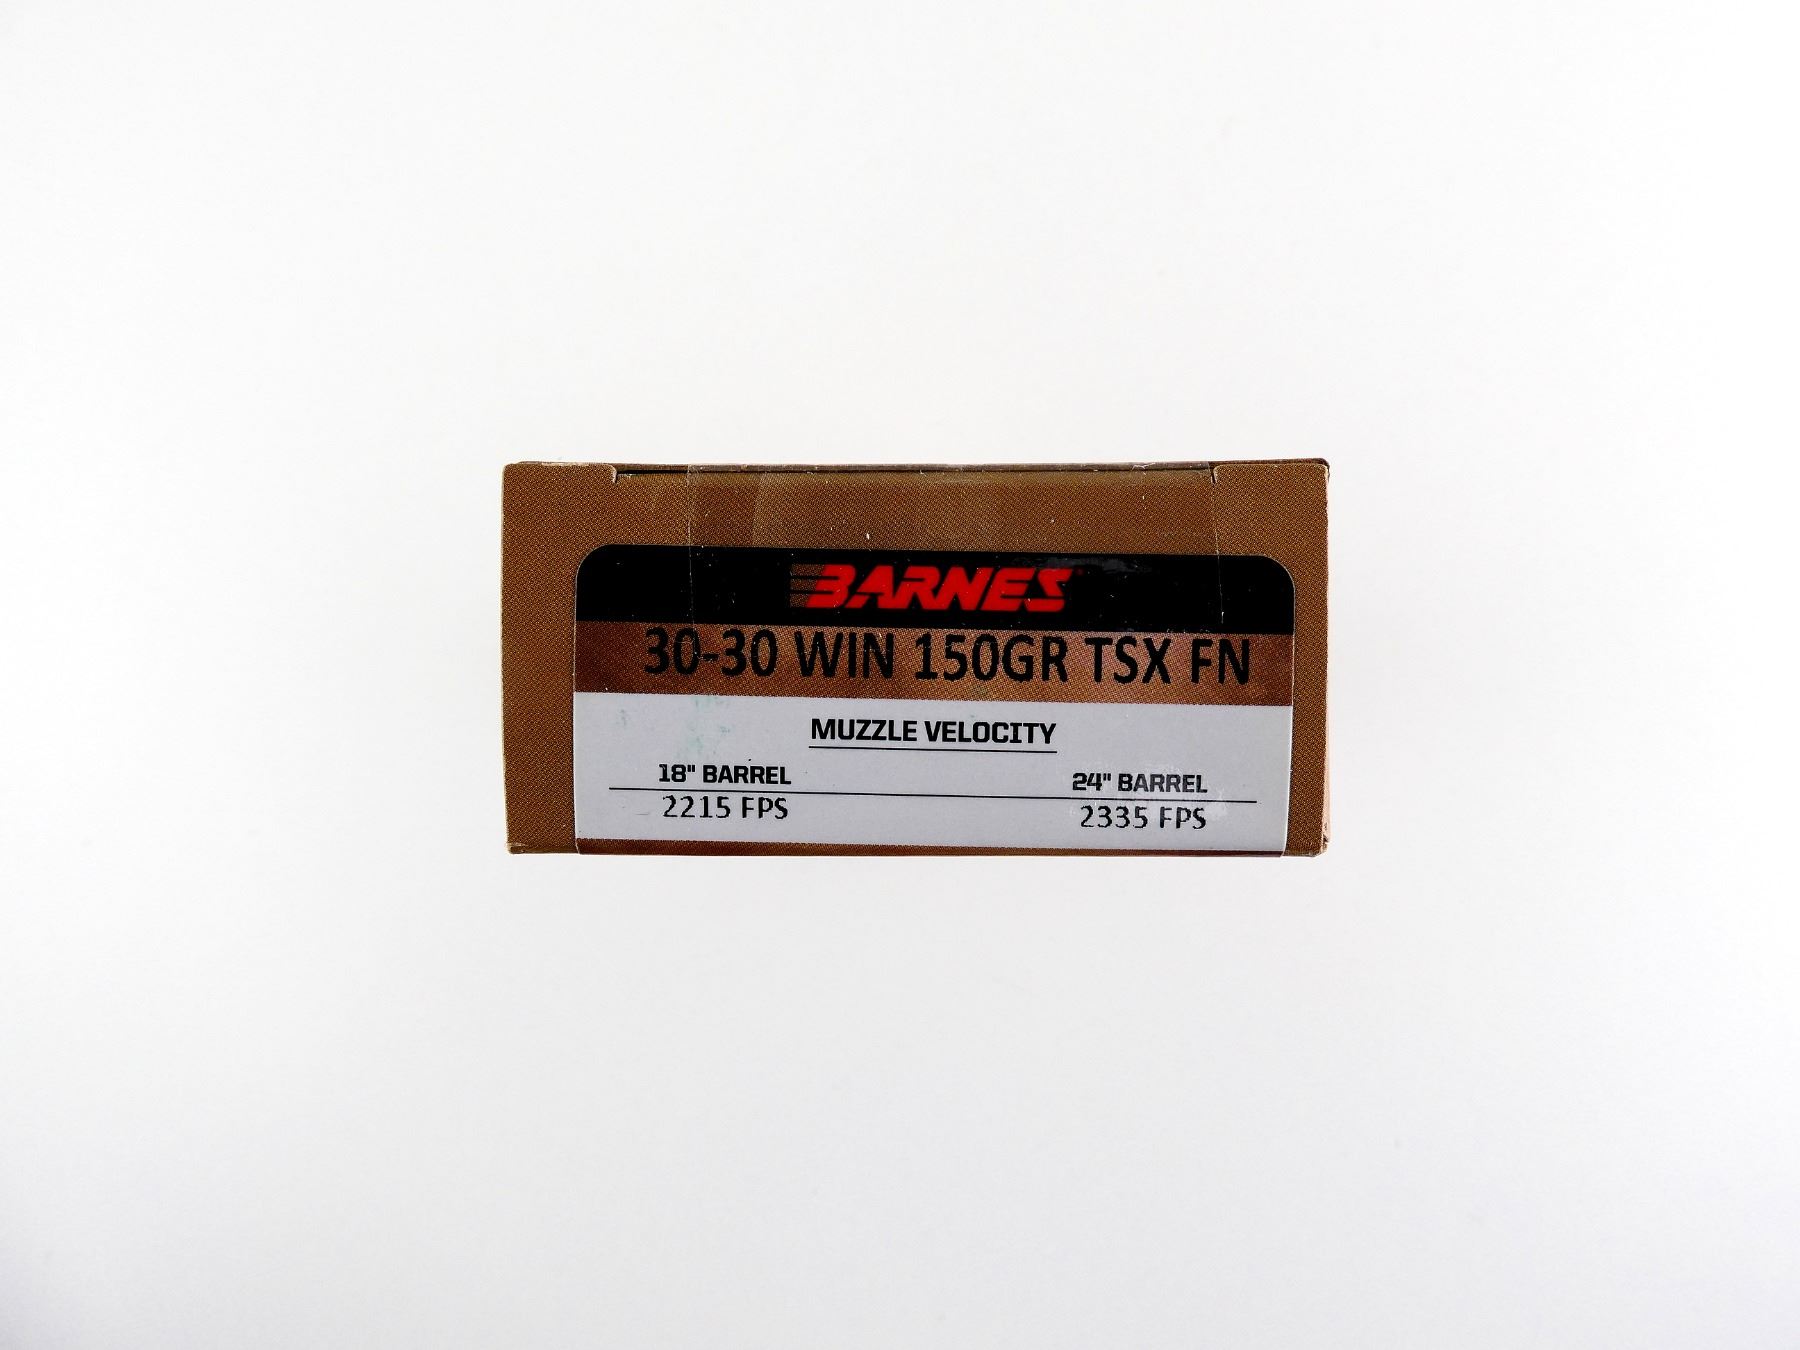 BARNES
30-30 WIN 150GR TSX FN
MUZZLE VELOCITY
18" BARREL 24" BARREL
2215 FPS 2335 FPS